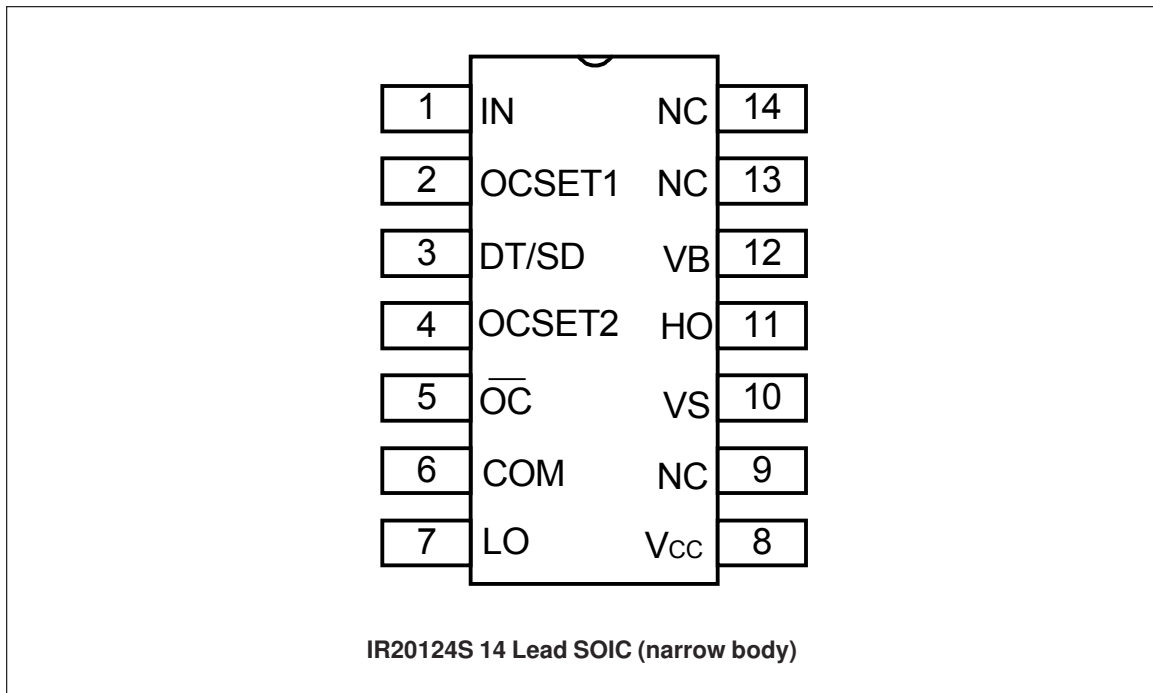 1 IN NC 14
2 OCSET1 NC 13
3 DT/SD VB 12
4 OCSET2 HO 11
5 O̅C̅ VS 10
6 COM NC 9
7 LO VCC 8
IR20124S 14 Lead SOIC (narrow body)